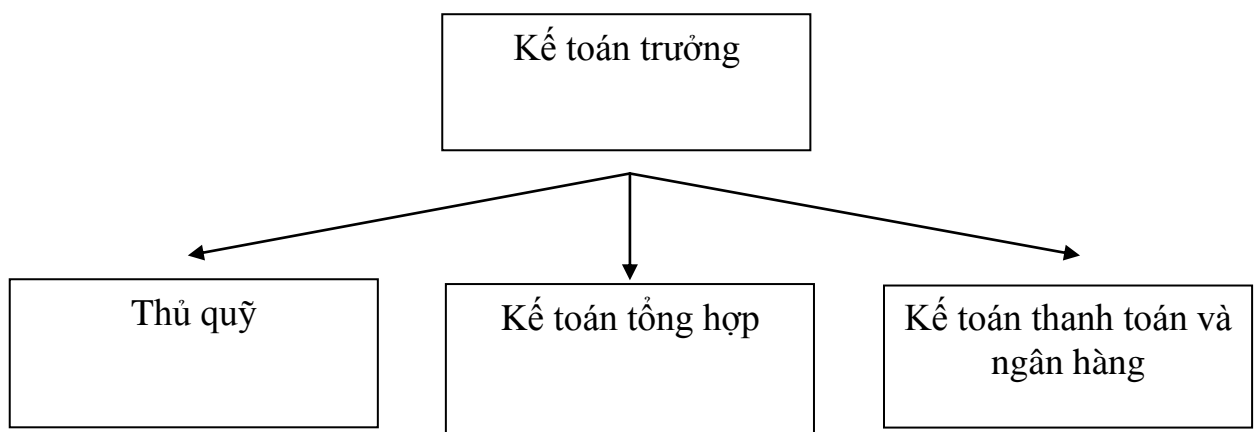 Kế toán trưởng
Thủ quỹ
Kế toán tổng hợp
Kế toán thanh toán và
ngân hàng